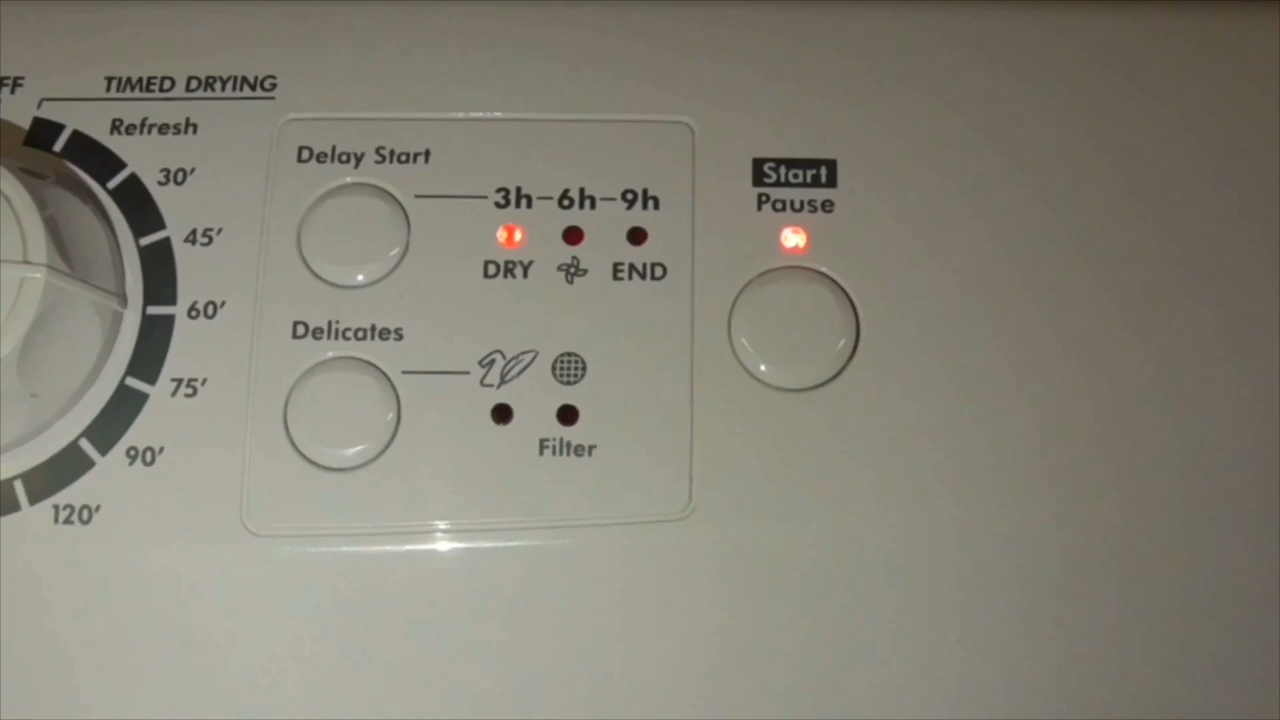 FF
TIMED DRYING
Refresh
30′
45′
60′
75′
90′
120′
Delay Start
3h-6h-9h
DRY
END
Delicates
Filter
Start
Pause